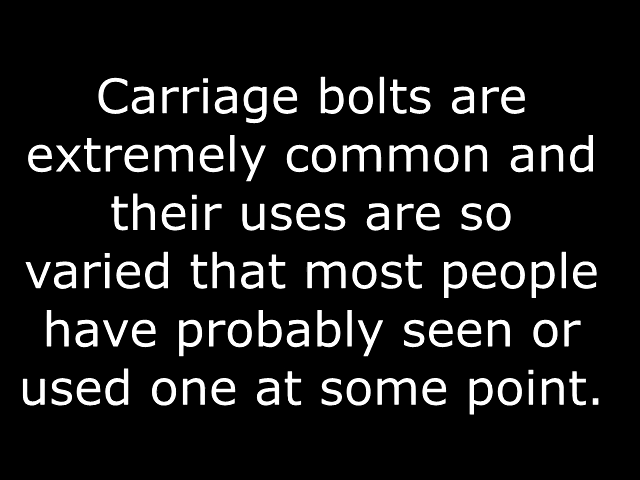 Carriage bolts are
extremely common and
their uses are so
varied that most people
have probably seen or
used one at some point.